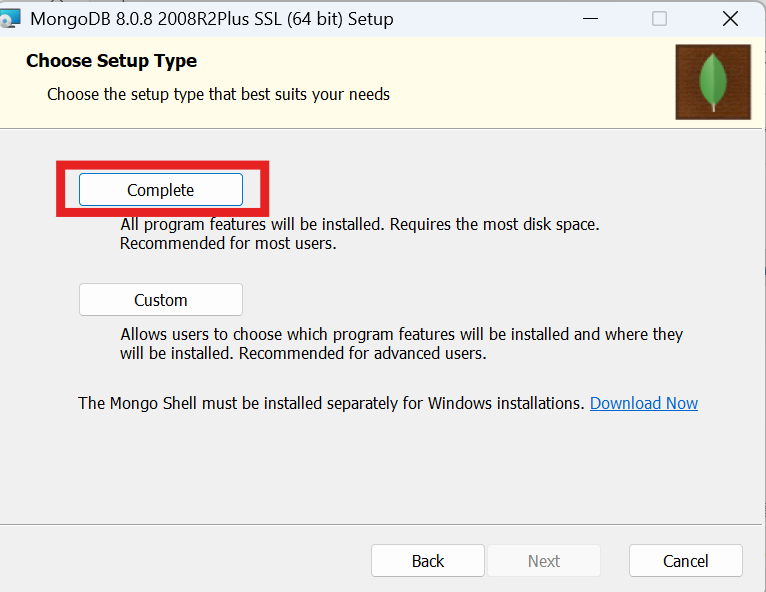 MongoDB 8.0.8 2008R2Plus SSL (64 bit) Setup
Choose Setup Type
Choose the setup type that best suits your needs
Complete
All program features will be installed. Requires the most disk space.
Recommended for most users.
Custom
Allows users to choose which program features will be installed and where they
will be installed. Recommended for advanced users.
The Mongo Shell must be installed separately for Windows installations. Download Now
Back Next Cancel